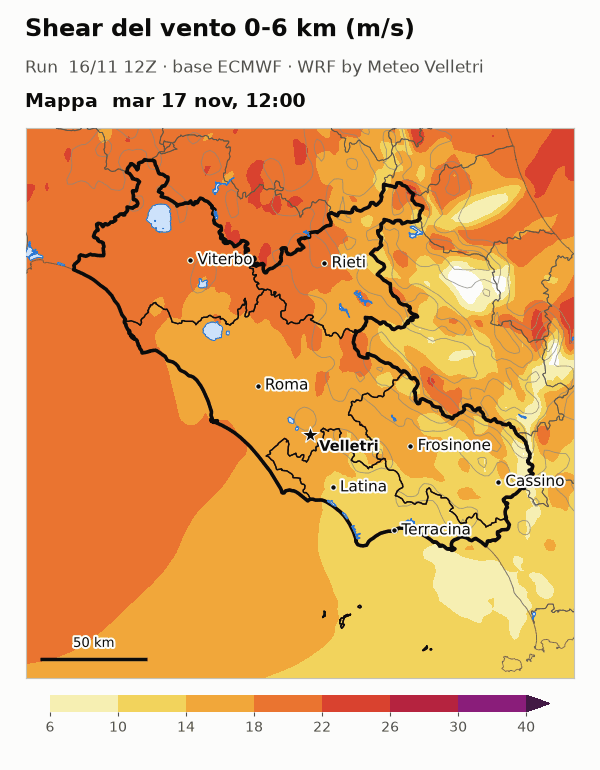 Shear del vento 0-6 km (m/s)
Run  16/11 12Z · base ECMWF · WRF by Meteo Velletri
Mappa  mar 17 nov, 12:00
Viterbo
Rieti
Roma
Velletri
Frosinone
Cassino
Latina
Terracina
50 km
6 10 14 18 22 26 30 40